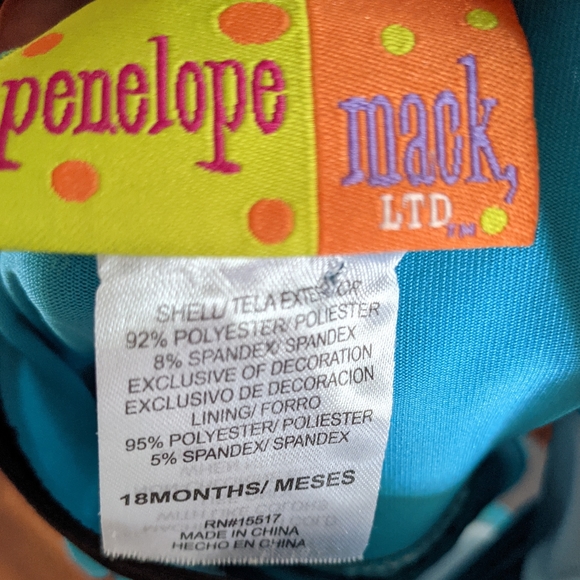 penelope
mack,
LTD™
SHELL/ TELA EXTERIOR
92% POLYESTER/ POLIESTER
8% SPANDEX/ SPANDEX
EXCLUSIVE OF DECORATION
EXCLUSIVO DE DECORACION
LINING/ FORRO
95% POLYESTER/ POLIESTER
5% SPANDEX/ SPANDEX
18MONTHS/ MESES
RN#15517
MADE IN CHINA
HECHO EN CHINA